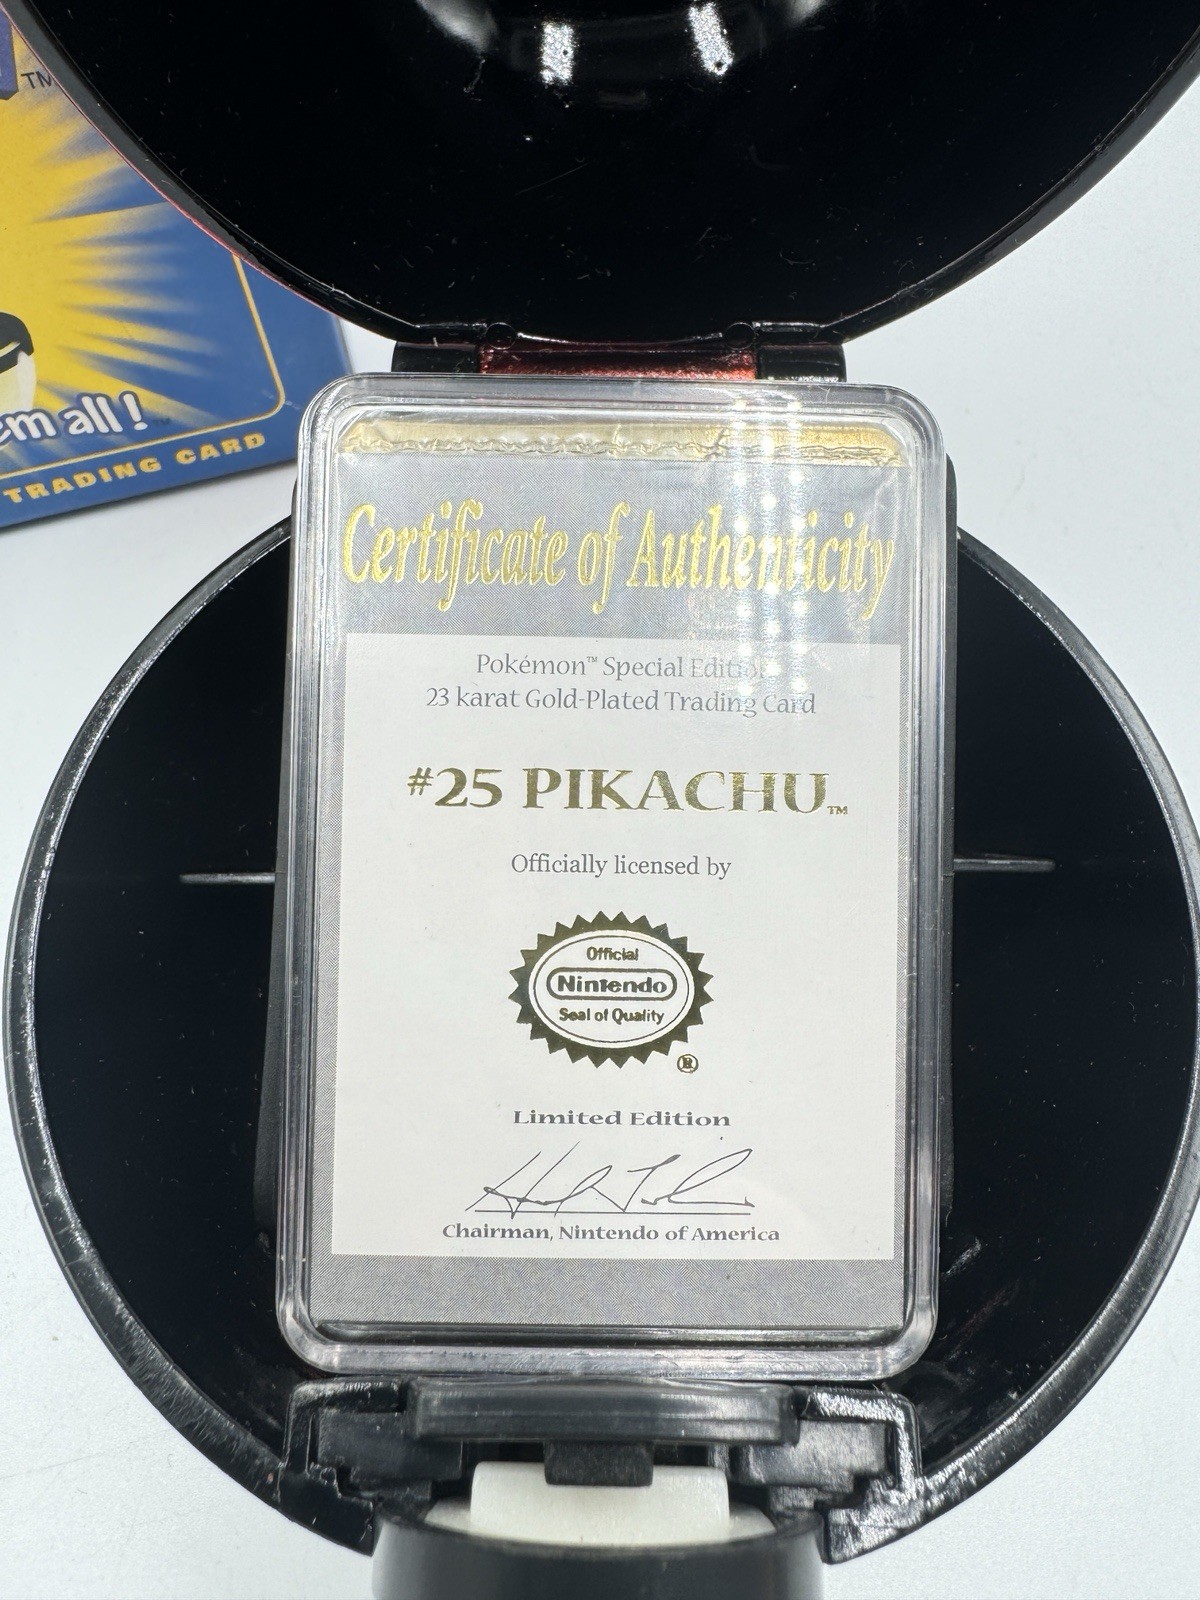 TM
em all!
TRADING CARD
Certificate of Authenticity
Pokémon™ Special Edition
23 karat Gold-Plated Trading Card
#25 PIKACHU™
Officially licensed by
Official
Nintendo
Seal of Quality
®
Limited Edition
Chairman, Nintendo of America